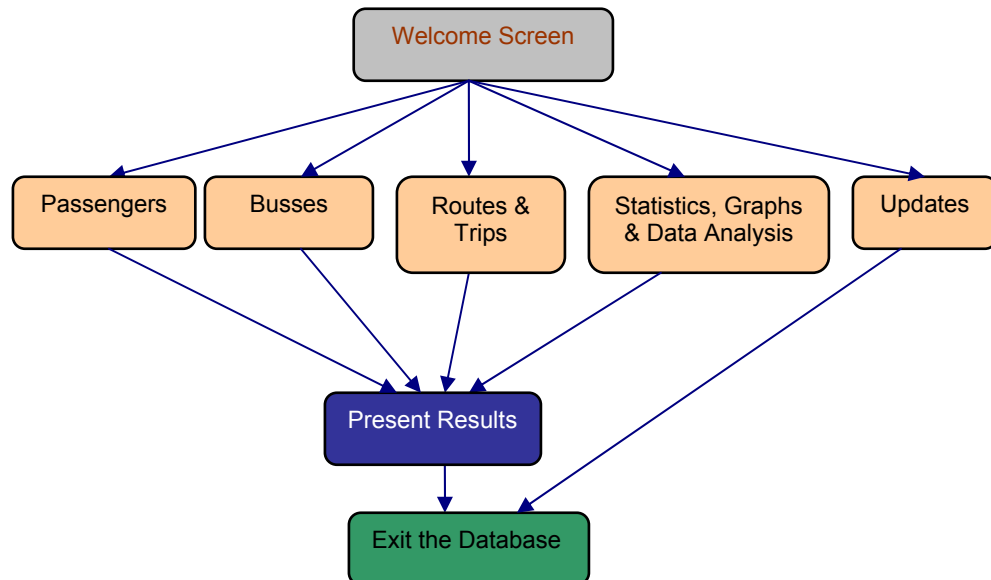 Welcome Screen
Passengers
Busses
Routes &
Trips
Statistics, Graphs
& Data Analysis
Updates
Present Results
Exit the Database